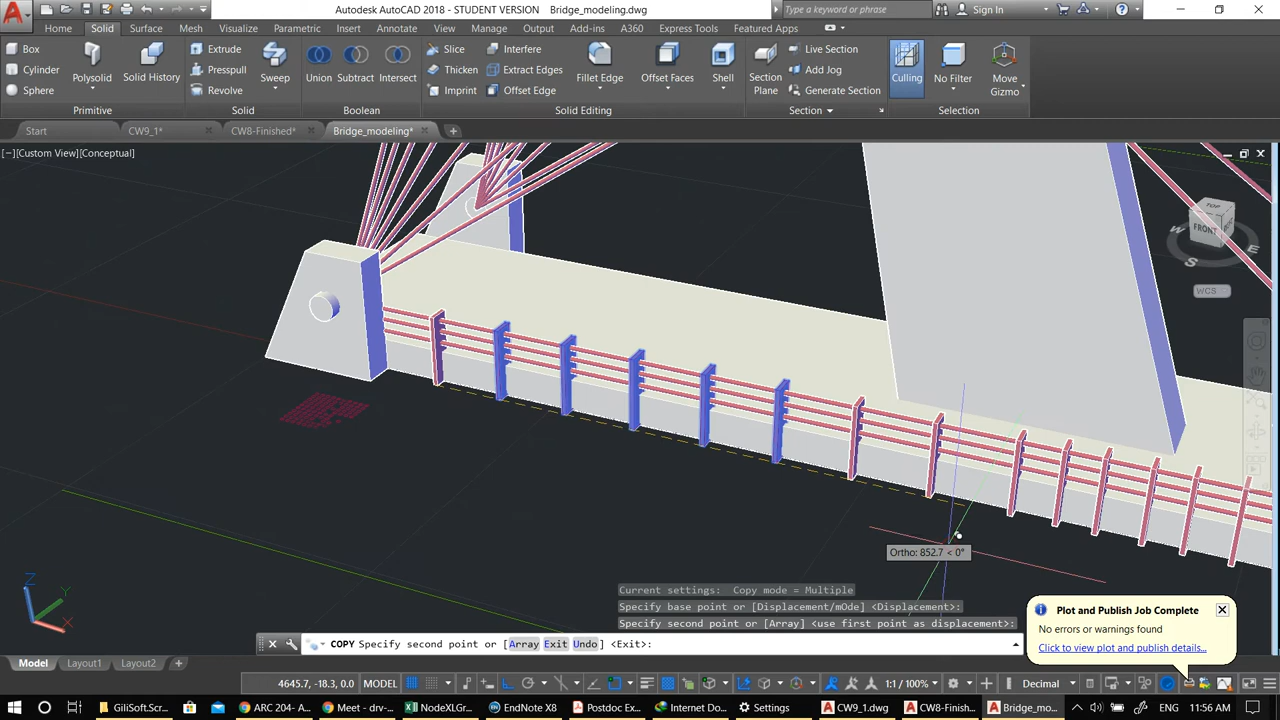 Autodesk AutoCAD 2018 - STUDENT VERSION Bridge_modeling.dwg
Type a keyword or phrase
Sign In
Home Solid Surface Mesh Visualize Parametric Insert Annotate View Manage Output Add-ins A360 Express Tools Featured Apps
Box
Cylinder
Sphere
Polysolid
Solid History
Primitive
Extrude
Presspull
Revolve
Sweep
Solid
Union
Subtract
Intersect
Boolean
Slice
Thicken
Imprint
Interfere
Extract Edges
Offset Edge
Fillet Edge
Offset Faces
Shell
Solid Editing
Section
Plane
Live Section
Add Jog
Generate Section
Section
Culling
No Filter
Move
Gizmo
Selection
Start CW9_1* CW8-Finished* Bridge_modeling*
[−][Custom View][Conceptual]
TOP
FRONT
W
S
E
WCS
Ortho: 852.7 < 0°
Current settings: Copy mode = Multiple
Specify base point or [Displacement/mOde] <Displacement>:
Specify second point or [Array] <use first point as displacement>:
COPY Specify second point or [Array Exit Undo] <Exit>:
Plot and Publish Job Complete
No errors or warnings found
Click to view plot and publish details...
Z
Y
X
Model Layout1 Layout2
4645.7, -18.3, 0.0 MODEL
1:1 / 100%
Decimal
GiliSoft.Scr...
ARC 204- A...
Meet - drv-...
NodeXLGr...
EndNote X8
Postdoc Ex...
Internet Do...
Settings
CW9_1.dwg
CW8-Finish...
Bridge_mo...
11:56 AM